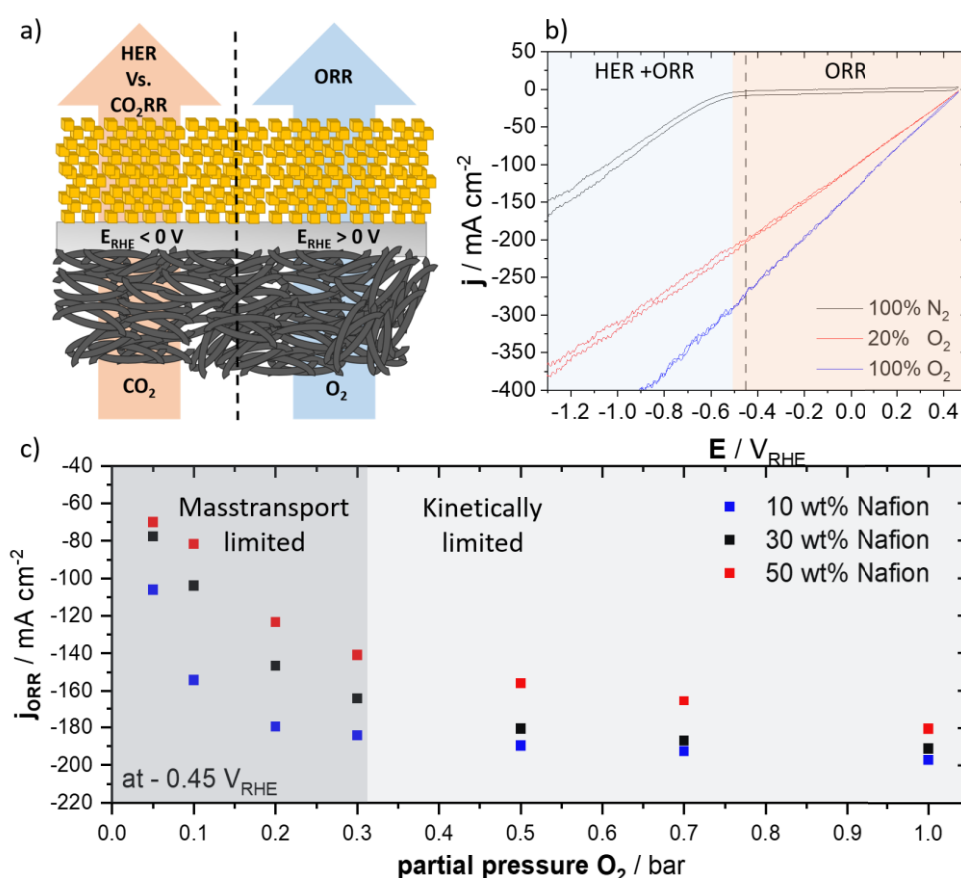 a)
HER
Vs.
CO₂RR
ORR
E_RHE < 0 V
E_RHE > 0 V
CO₂
O₂
b)
50
0
-50
-100
-150
-200
-250
-300
-350
-400
j / mA cm⁻²
HER +ORR
ORR
100% N₂
20% O₂
100% O₂
-1.2 -1.0 -0.8 -0.6 -0.4 -0.2 0.0 0.2 0.4
E / V_RHE
c)
-40
-60
-80
-100
-120
-140
-160
-180
-200
-220
j_ORR / mA cm⁻²
Masstransport
limited
Kinetically
limited
10 wt% Nafion
30 wt% Nafion
50 wt% Nafion
at - 0.45 V_RHE
0.0 0.1 0.2 0.3 0.4 0.5 0.6 0.7 0.8 0.9 1.0
partial pressure O₂ / bar